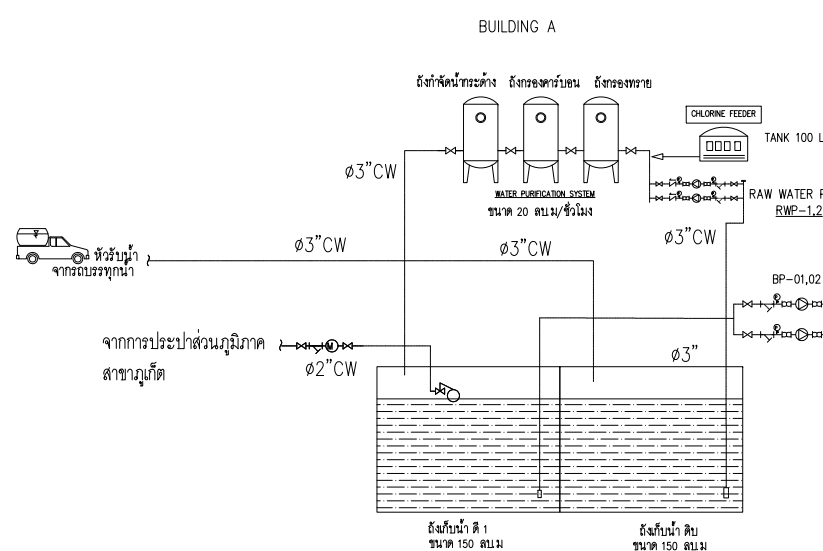 BUILDING A
ถังกำจัดน้ำกระด้าง ถังกรองคาร์บอน ถังกรองทราย
CHLORINE FEEDER
TANK 100 L
ø3"CW
WATER PURIFICATION SYSTEM
ขนาด 20 ลบ.ม/ชั่วโมง
RAW WATER P
RWP-1,2
ø3"CW
ø3"CW
ø3"CW
หัวรับน้ำ
จากรถบรรทุกน้ำ
BP-01,02
จากการประปาส่วนภูมิภาค
สาขาภูเก็ต
M
ø2"CW
ø3"
ถังเก็บน้ำ ดี 1
ขนาด 150 ลบ.ม
ถังเก็บน้ำ ดิบ
ขนาด 150 ลบ.ม